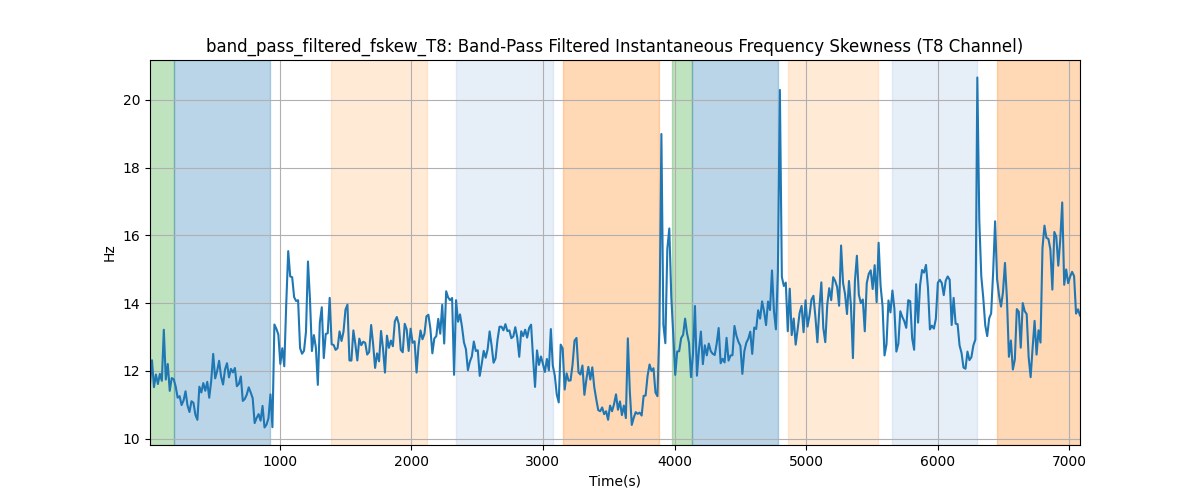 band_pass_filtered_fskew_T8: Band-Pass Filtered Instantaneous Frequency Skewness (T8 Channel)
20
18
16
14
12
10
Hz
1000 2000 3000 4000 5000 6000 7000
Time(s)